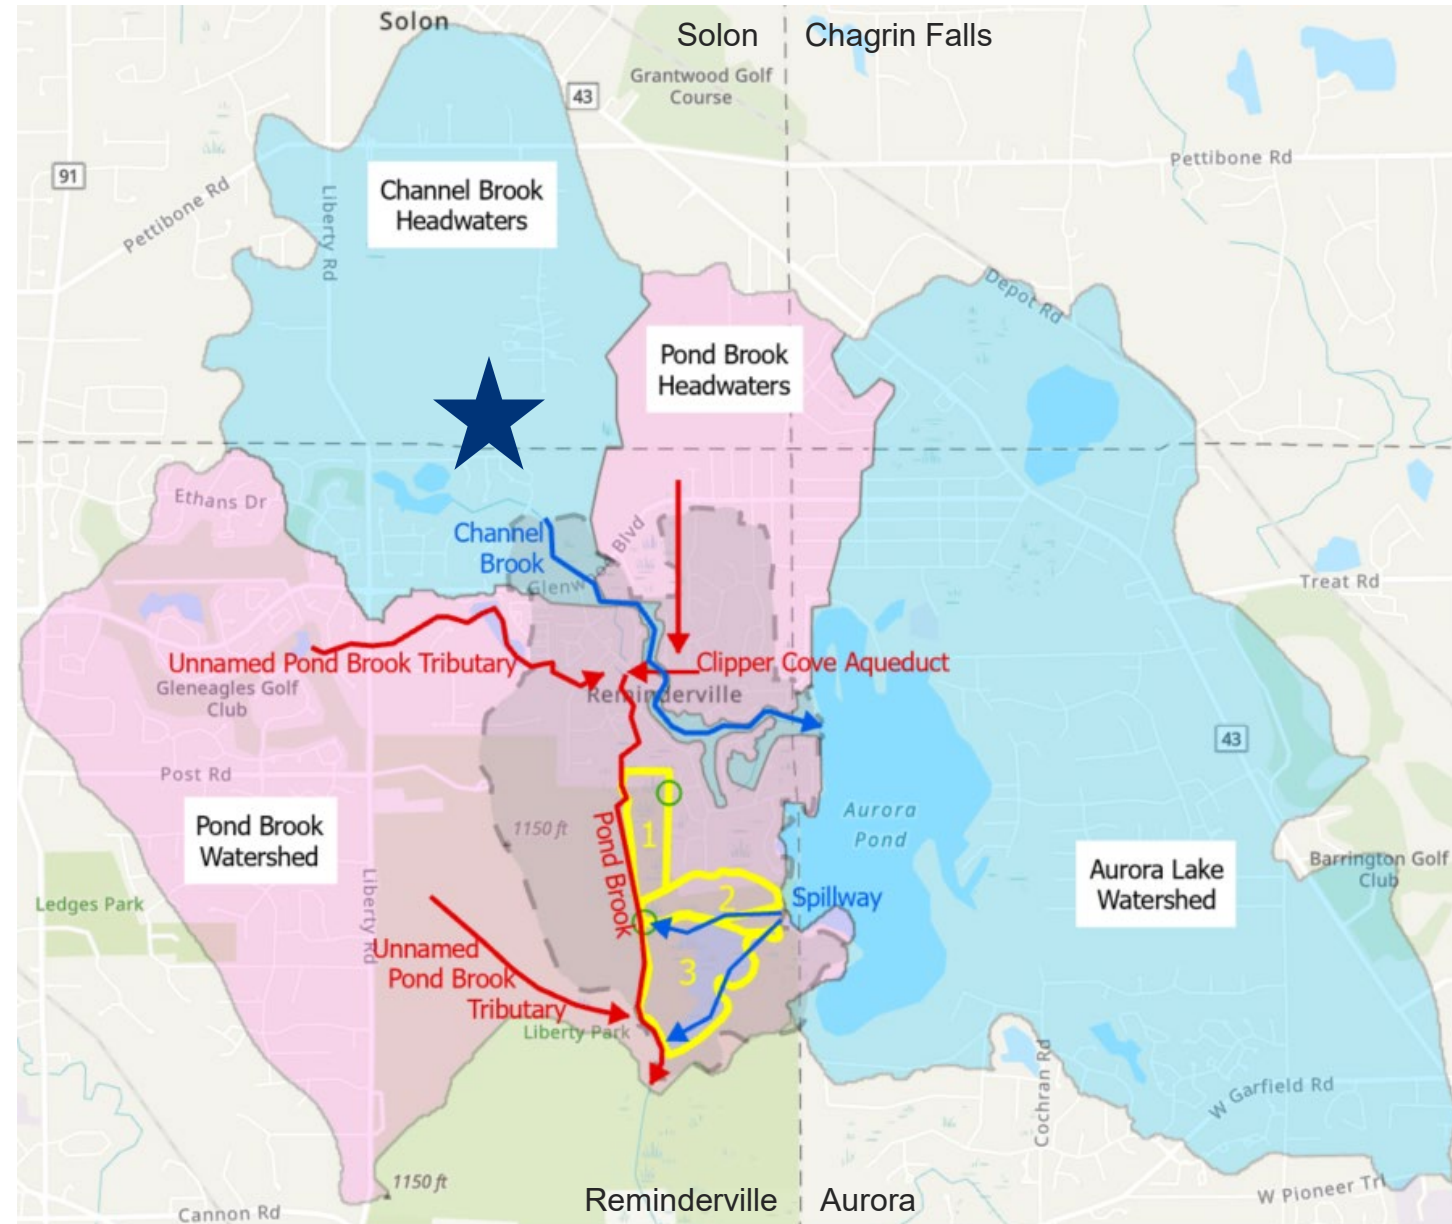 Solon
Solon
Chagrin Falls
Grantwood Golf
Course
43
91
Pettibone Rd
Pettibone Rd
Liberty Rd
Channel Brook
Headwaters
Depot Rd
Pond Brook
Headwaters
Ethans Dr
Channel
Brook
Glenwood Blvd
Treat Rd
Unnamed Pond Brook Tributary
Clipper Cove Aqueduct
Gleneagles Golf
Club
Reminderville
43
Post Rd
Pond Brook
Watershed
1150 ft
Pond Brook
1
Aurora
Pond
Aurora Lake
Watershed
Barrington Golf
Club
Ledges Park
Liberty Rd
2
Spillway
Unnamed
Pond Brook
Tributary
3
Liberty Park
Cochran Rd
W Garfield Rd
1150 ft
Cannon Rd
Reminderville
Aurora
W Pioneer Trl